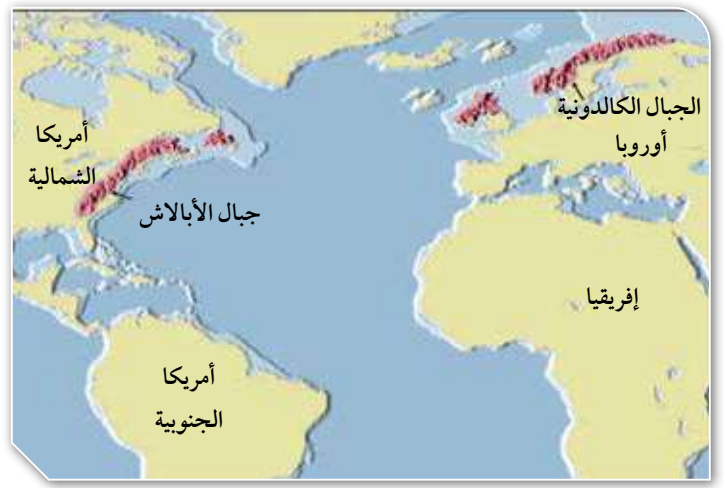 الجبال الكالدونية
أوروبا
أمريكا
الشمالية
جبال الأبالاش
إفريقيا
أمريكا
الجنوبية